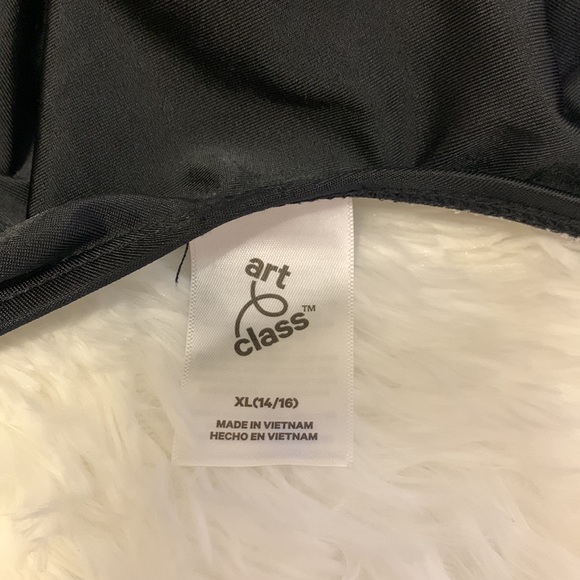 art
class™
XL(14/16)
MADE IN VIETNAM
HECHO EN VIETNAM